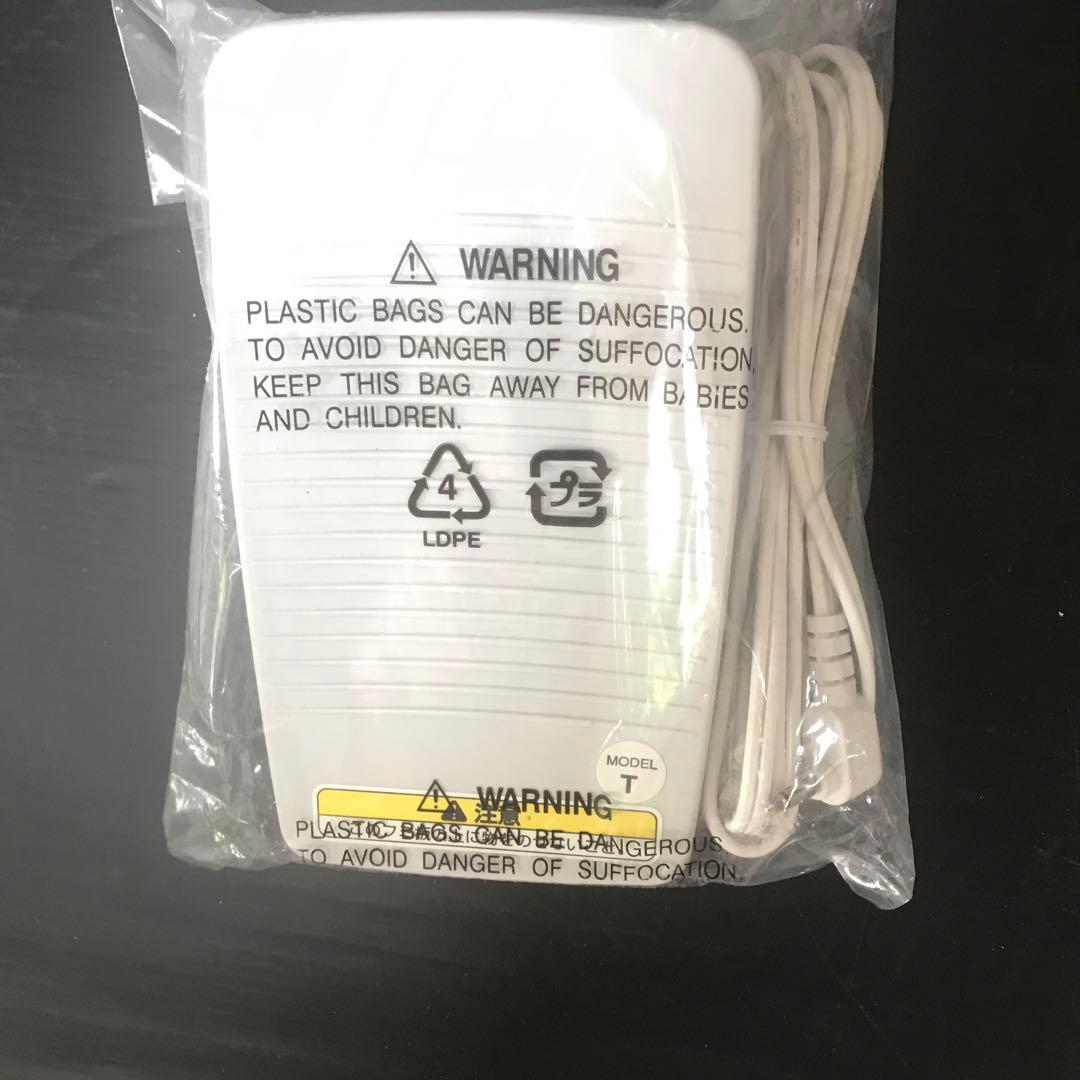 WARNING
PLASTIC BAGS CAN BE DANGEROUS.
TO AVOID DANGER OF SUFFOCATION,
KEEP THIS BAG AWAY FROM BABIES
AND CHILDREN.
4
プラ
LDPE
MODEL
T
WARNING
注意
PLASTIC BAGS CAN BE DANGEROUS
TO AVOID DANGER OF SUFFOCATION,